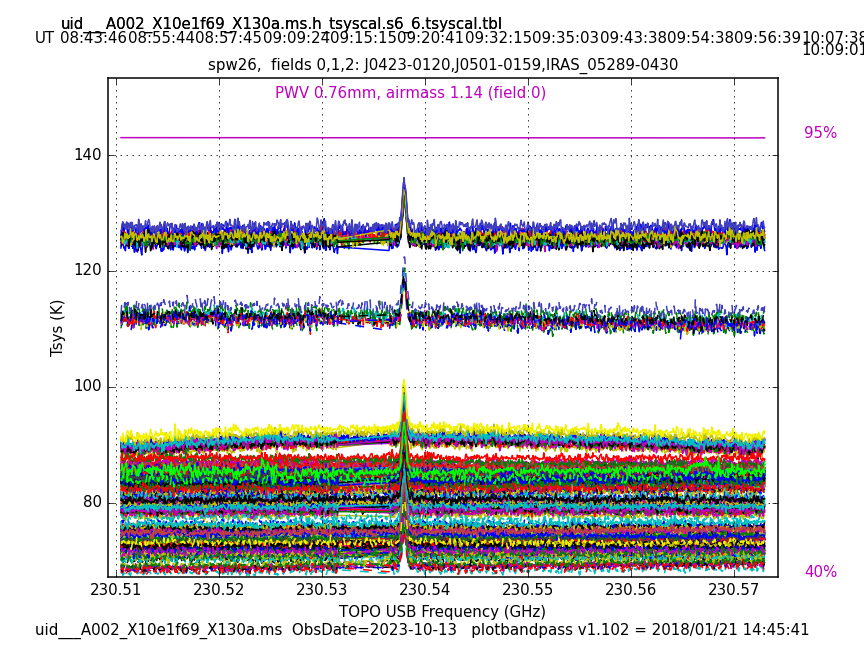 uid___A002_X10e1f69_X130a.ms.h_tsyscal.s6_6.tsyscal.tbl
UT 08:43:46 08:55:44 08:57:45 09:09:24 09:15:15 09:20:41 09:32:15 09:35:03 09:43:38 09:54:38 09:56:39 10:07:38
10:09:01
spw26,  fields 0,1,2: J0423-0120,J0501-0159,IRAS_05289-0430
PWV 0.76mm, airmass 1.14 (field 0)
95%
140
120
100
80
Tsys (K)
40%
230.51 230.52 230.53 230.54 230.55 230.56 230.57
TOPO USB Frequency (GHz)
uid___A002_X10e1f69_X130a.ms  ObsDate=2023-10-13   plotbandpass v1.102 = 2018/01/21 14:45:41